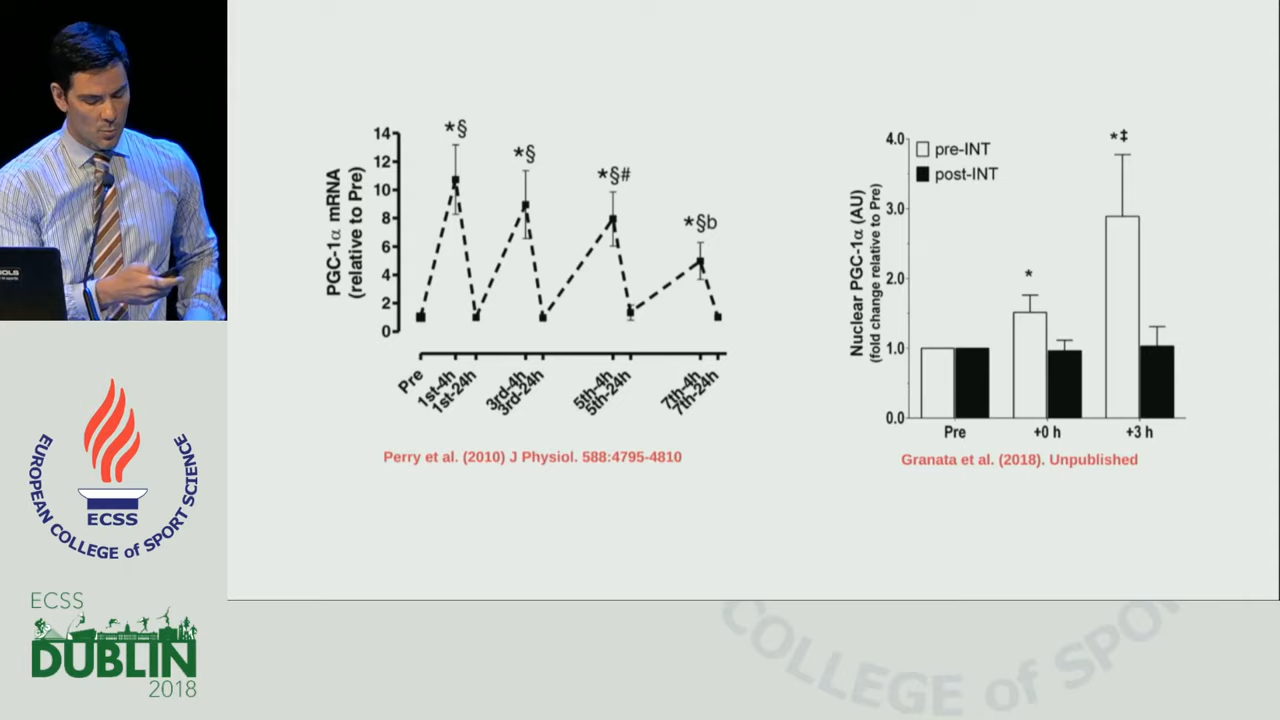 OLS
14
12
10
8
6
4
2
0
PGC-1α mRNA
(relative to Pre)
*§
*§
*§#
*§b
Pre
1st-4h
1st-24h
3rd-4h
3rd-24h
5th-4h
5th-24h
7th-4h
7th-24h
Perry et al. (2010) J Physiol. 588:4795-4810
4.0
3.0
2.0
1.0
0.0
Nuclear PGC-1α (AU)
(fold change relative to Pre)
pre-INT
post-INT
*
*‡
Pre
+0 h
+3 h
Granata et al. (2018). Unpublished
EUROPEAN COLLEGE of SPORT SCIENCE
ECSS
ECSS
DUBLIN
2018
COLLEGE of SPO